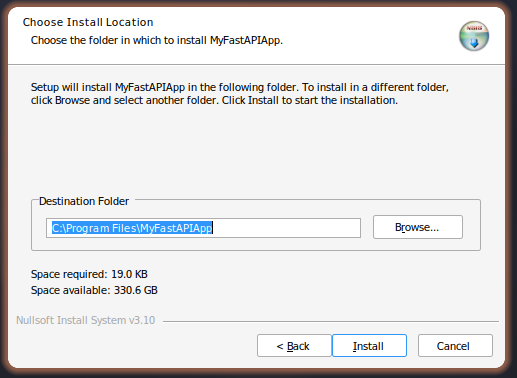 Choose Install Location
Choose the folder in which to install MyFastAPIApp.
Setup will install MyFastAPIApp in the following folder. To install in a different folder,
click Browse and select another folder. Click Install to start the installation.
Destination Folder
C:\Program Files\MyFastAPIApp
Browse...
Space required: 19.0 KB
Space available: 330.6 GB
Nullsoft Install System v3.10
< Back
Install
Cancel